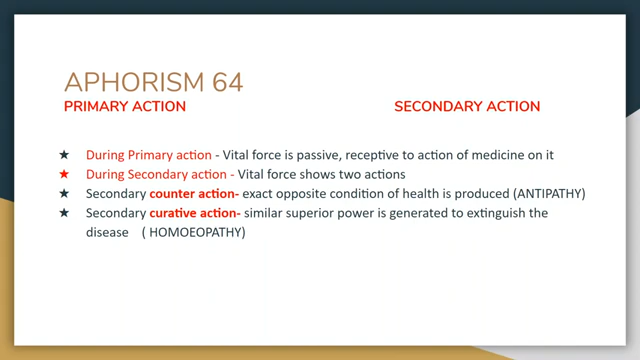 APHORISM 64
PRIMARY ACTION SECONDARY ACTION
★ During Primary action - Vital force is passive, receptive to action of medicine on it
★ During Secondary action - Vital force shows two actions
★ Secondary counter action- exact opposite condition of health is produced (ANTIPATHY)
★ Secondary curative action- similar superior power is generated to extinguish the
disease ( HOMOEOPATHY)